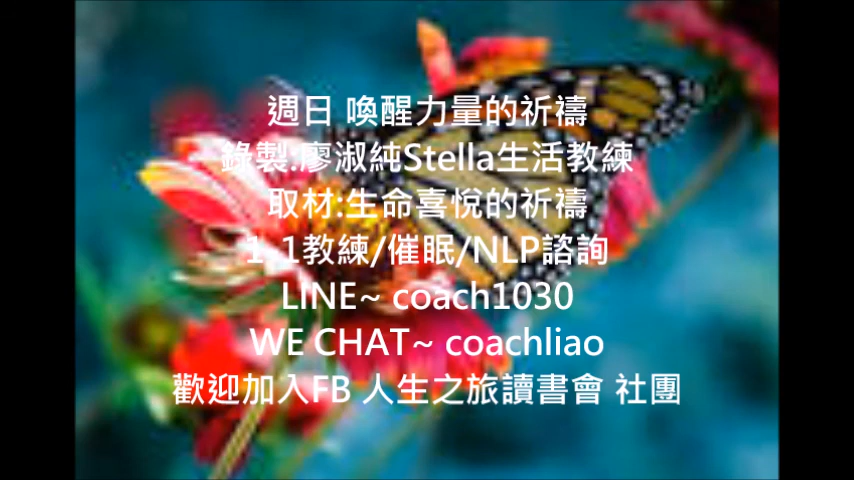 週日 喚醒力量的祈禱
錄製:廖淑純Stella生活教練
取材:生命喜悅的祈禱
1:1教練/催眠/NLP諮詢
LINE~ coach1030
WE CHAT~ coachliao
歡迎加入FB 人生之旅讀書會 社團